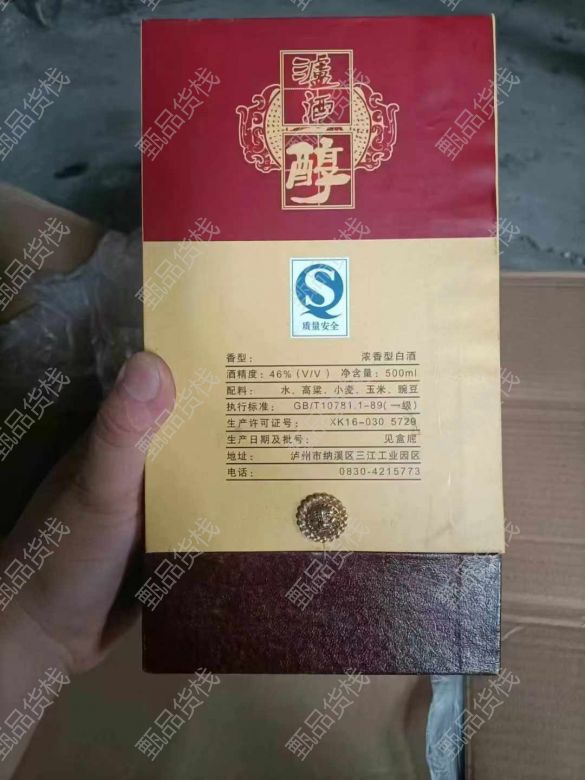 泸
酒
醇
QS
质量安全
香型： 浓香型白酒
酒精度：46%（V/V） 净含量：500ml
配料： 水、高粱、小麦、玉米、豌豆
执行标准： GB/T10781.1-89（一级）
生产许可证号： XK16-030 5729
生产日期及批号： 见盒底
地址： 泸州市纳溪区三江工业园区
电话： 0830-4215773
甄品货栈